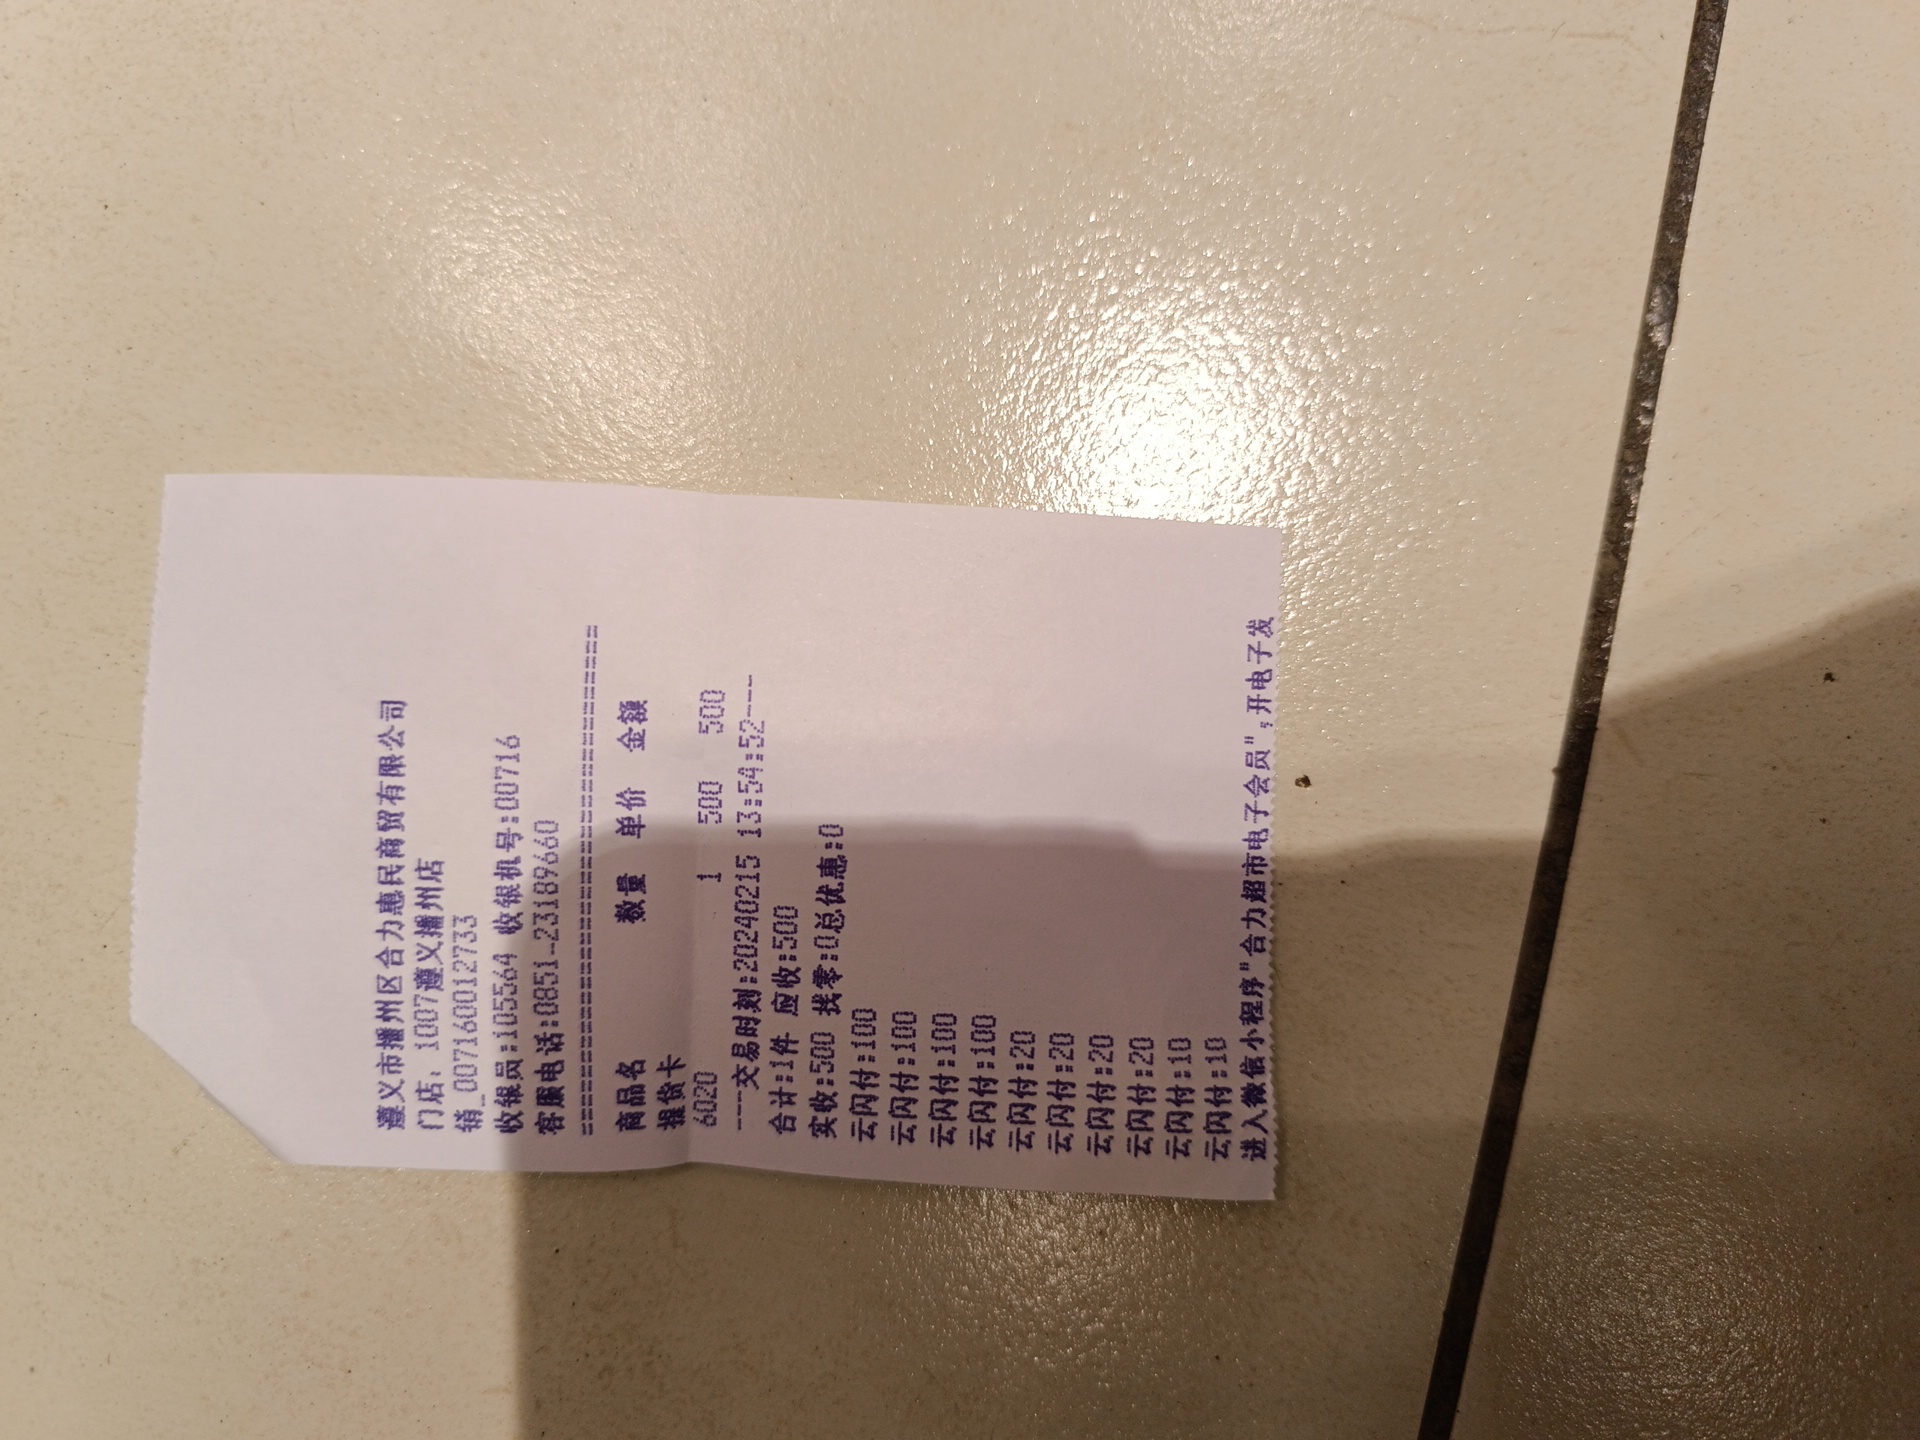 遵义市播州区合力惠民商贸有限公司
门店: 1007遵义播州店
销_007160012733
收银员:105564 收银机号:00716
客服电话:0851-23189660
================================
商品名 数量 单价 金额
提货卡
6020 1 500 500
---交易时刻:20240215 13:54:52---
合计:1件 应收:500
实收:500 找零:0总优惠:0
云闪付:100
云闪付:100
云闪付:100
云闪付:100
云闪付:20
云闪付:20
云闪付:20
云闪付:20
云闪付:10
云闪付:10
进入微信小程序"合力超市电子会员",开电子发